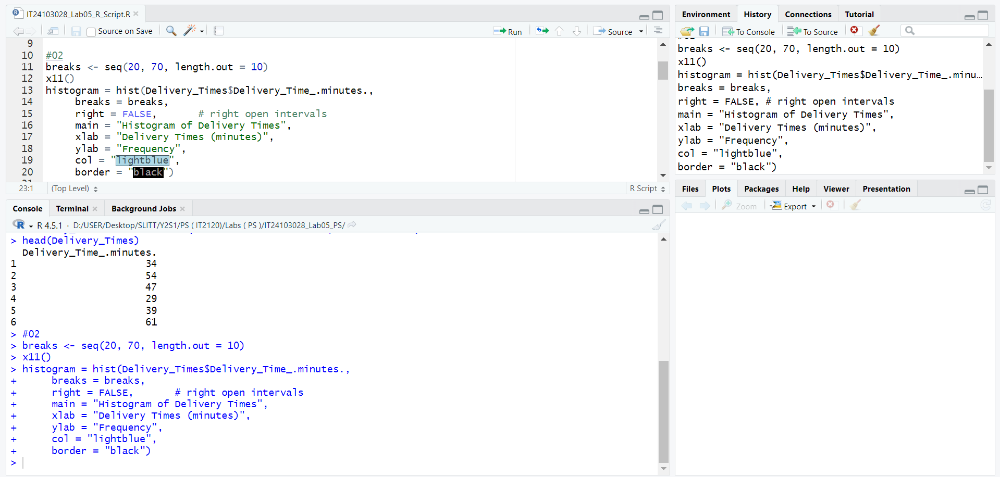 IT24103028_Lab05_R_Script.R
Source on Save
Run
Source
9
10 #02
11 breaks <- seq(20, 70, length.out = 10)
12 x11()
13 histogram = hist(Delivery_Times$Delivery_Time_.minutes.,
14 breaks = breaks,
15 right = FALSE, # right open intervals
16 main = "Histogram of Delivery Times",
17 xlab = "Delivery Times (minutes)",
18 ylab = "Frequency",
19 col = "lightblue",
20 border = "black")
23:1 (Top Level) R Script
Console Terminal Background Jobs
R R 4.5.1 · D:/USER/Desktop/SLITT/Y2S1/PS ( IT2120)/Labs ( PS )/IT24103028_Lab05_PS/
> head(Delivery_Times)
Delivery_Time_.minutes.
1 34
2 54
3 47
4 29
5 39
6 61
> #02
> breaks <- seq(20, 70, length.out = 10)
> x11()
> histogram = hist(Delivery_Times$Delivery_Time_.minutes.,
+ breaks = breaks,
+ right = FALSE, # right open intervals
+ main = "Histogram of Delivery Times",
+ xlab = "Delivery Times (minutes)",
+ ylab = "Frequency",
+ col = "lightblue",
+ border = "black")
>
Environment History Connections Tutorial
To Console To Source
breaks <- seq(20, 70, length.out = 10)
x11()
histogram = hist(Delivery_Times$Delivery_Time_.minu…
breaks = breaks,
right = FALSE, # right open intervals
main = "Histogram of Delivery Times",
xlab = "Delivery Times (minutes)",
ylab = "Frequency",
col = "lightblue",
border = "black")
Files Plots Packages Help Viewer Presentation
Zoom Export